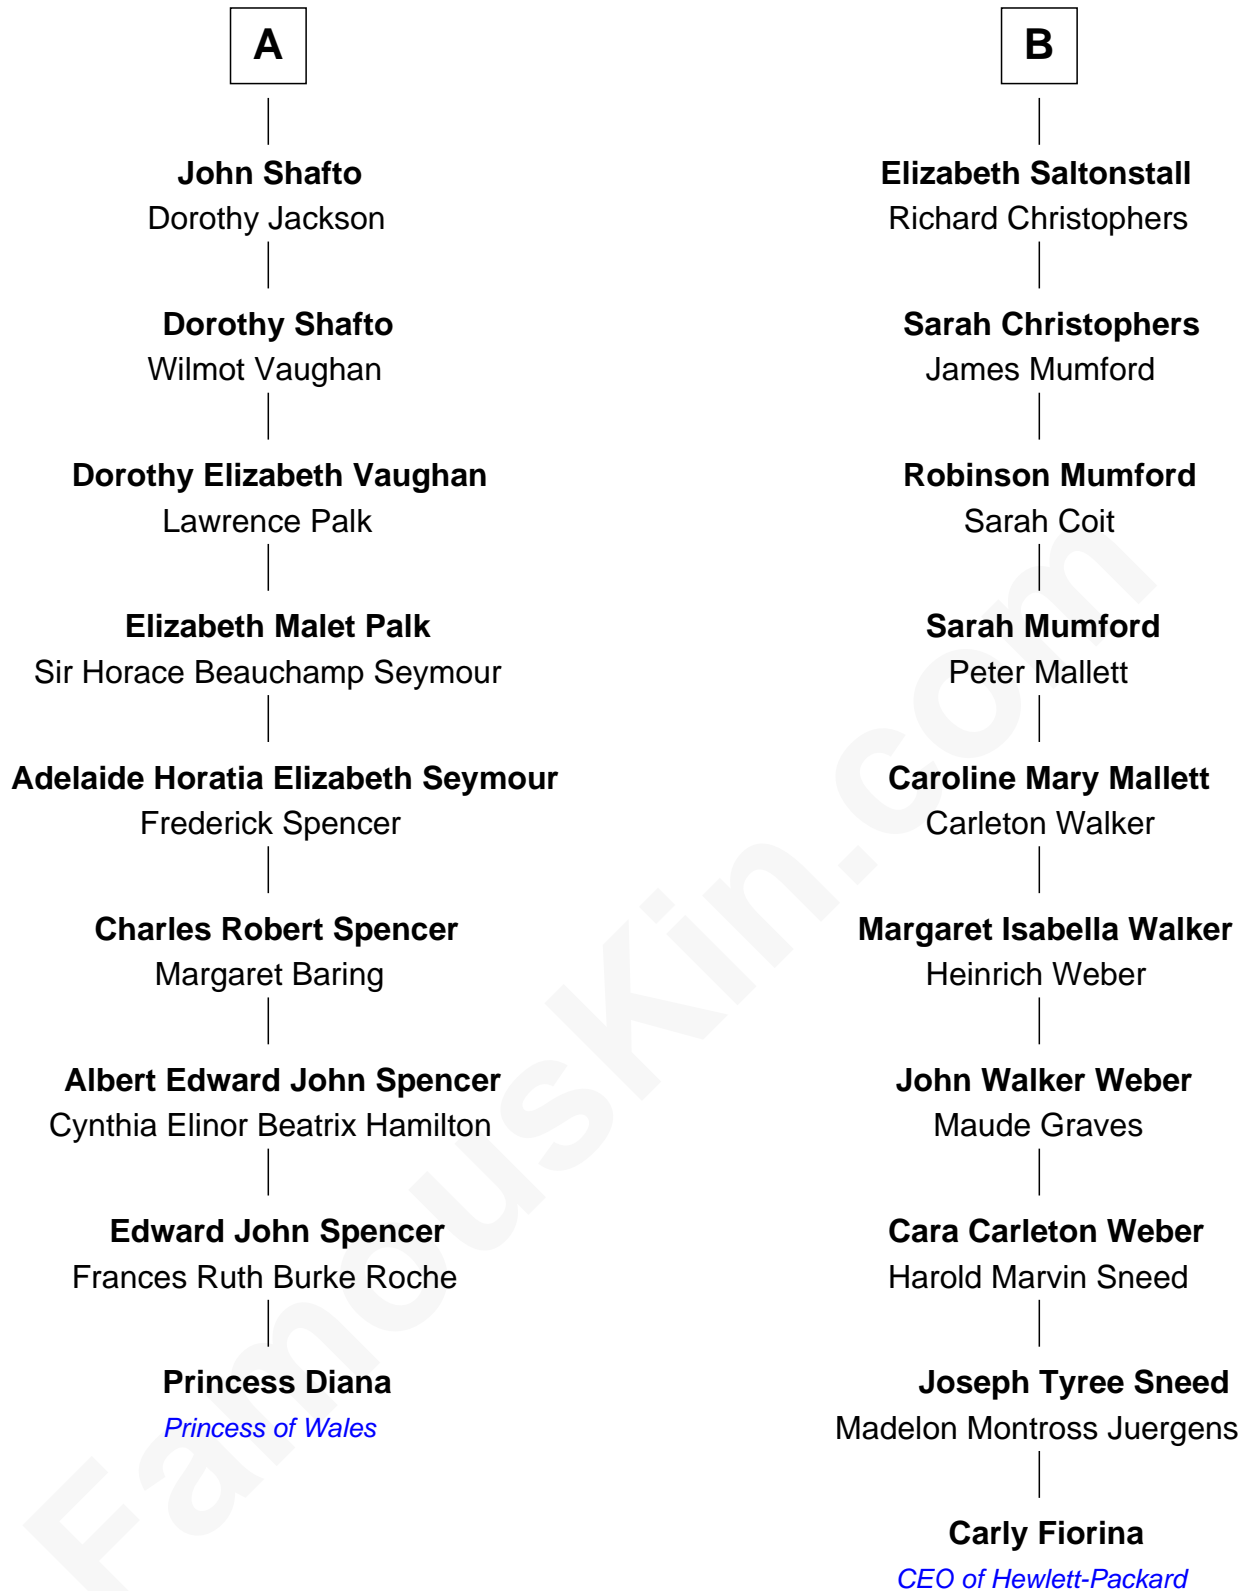 A
John Shafto
Dorothy Jackson
Dorothy Shafto
Wilmot Vaughan
Dorothy Elizabeth Vaughan
Lawrence Palk
Elizabeth Malet Palk
Sir Horace Beauchamp Seymour
Adelaide Horatia Elizabeth Seymour
Frederick Spencer
Charles Robert Spencer
Margaret Baring
Albert Edward John Spencer
Cynthia Elinor Beatrix Hamilton
Edward John Spencer
Frances Ruth Burke Roche
Princess Diana
Princess of Wales
B
Elizabeth Saltonstall
Richard Christophers
Sarah Christophers
James Mumford
Robinson Mumford
Sarah Coit
Sarah Mumford
Peter Mallett
Caroline Mary Mallett
Carleton Walker
Margaret Isabella Walker
Heinrich Weber
John Walker Weber
Maude Graves
Cara Carleton Weber
Harold Marvin Sneed
Joseph Tyree Sneed
Madelon Montross Juergens
Carly Fiorina
CEO of Hewlett-Packard
FamousKin.com